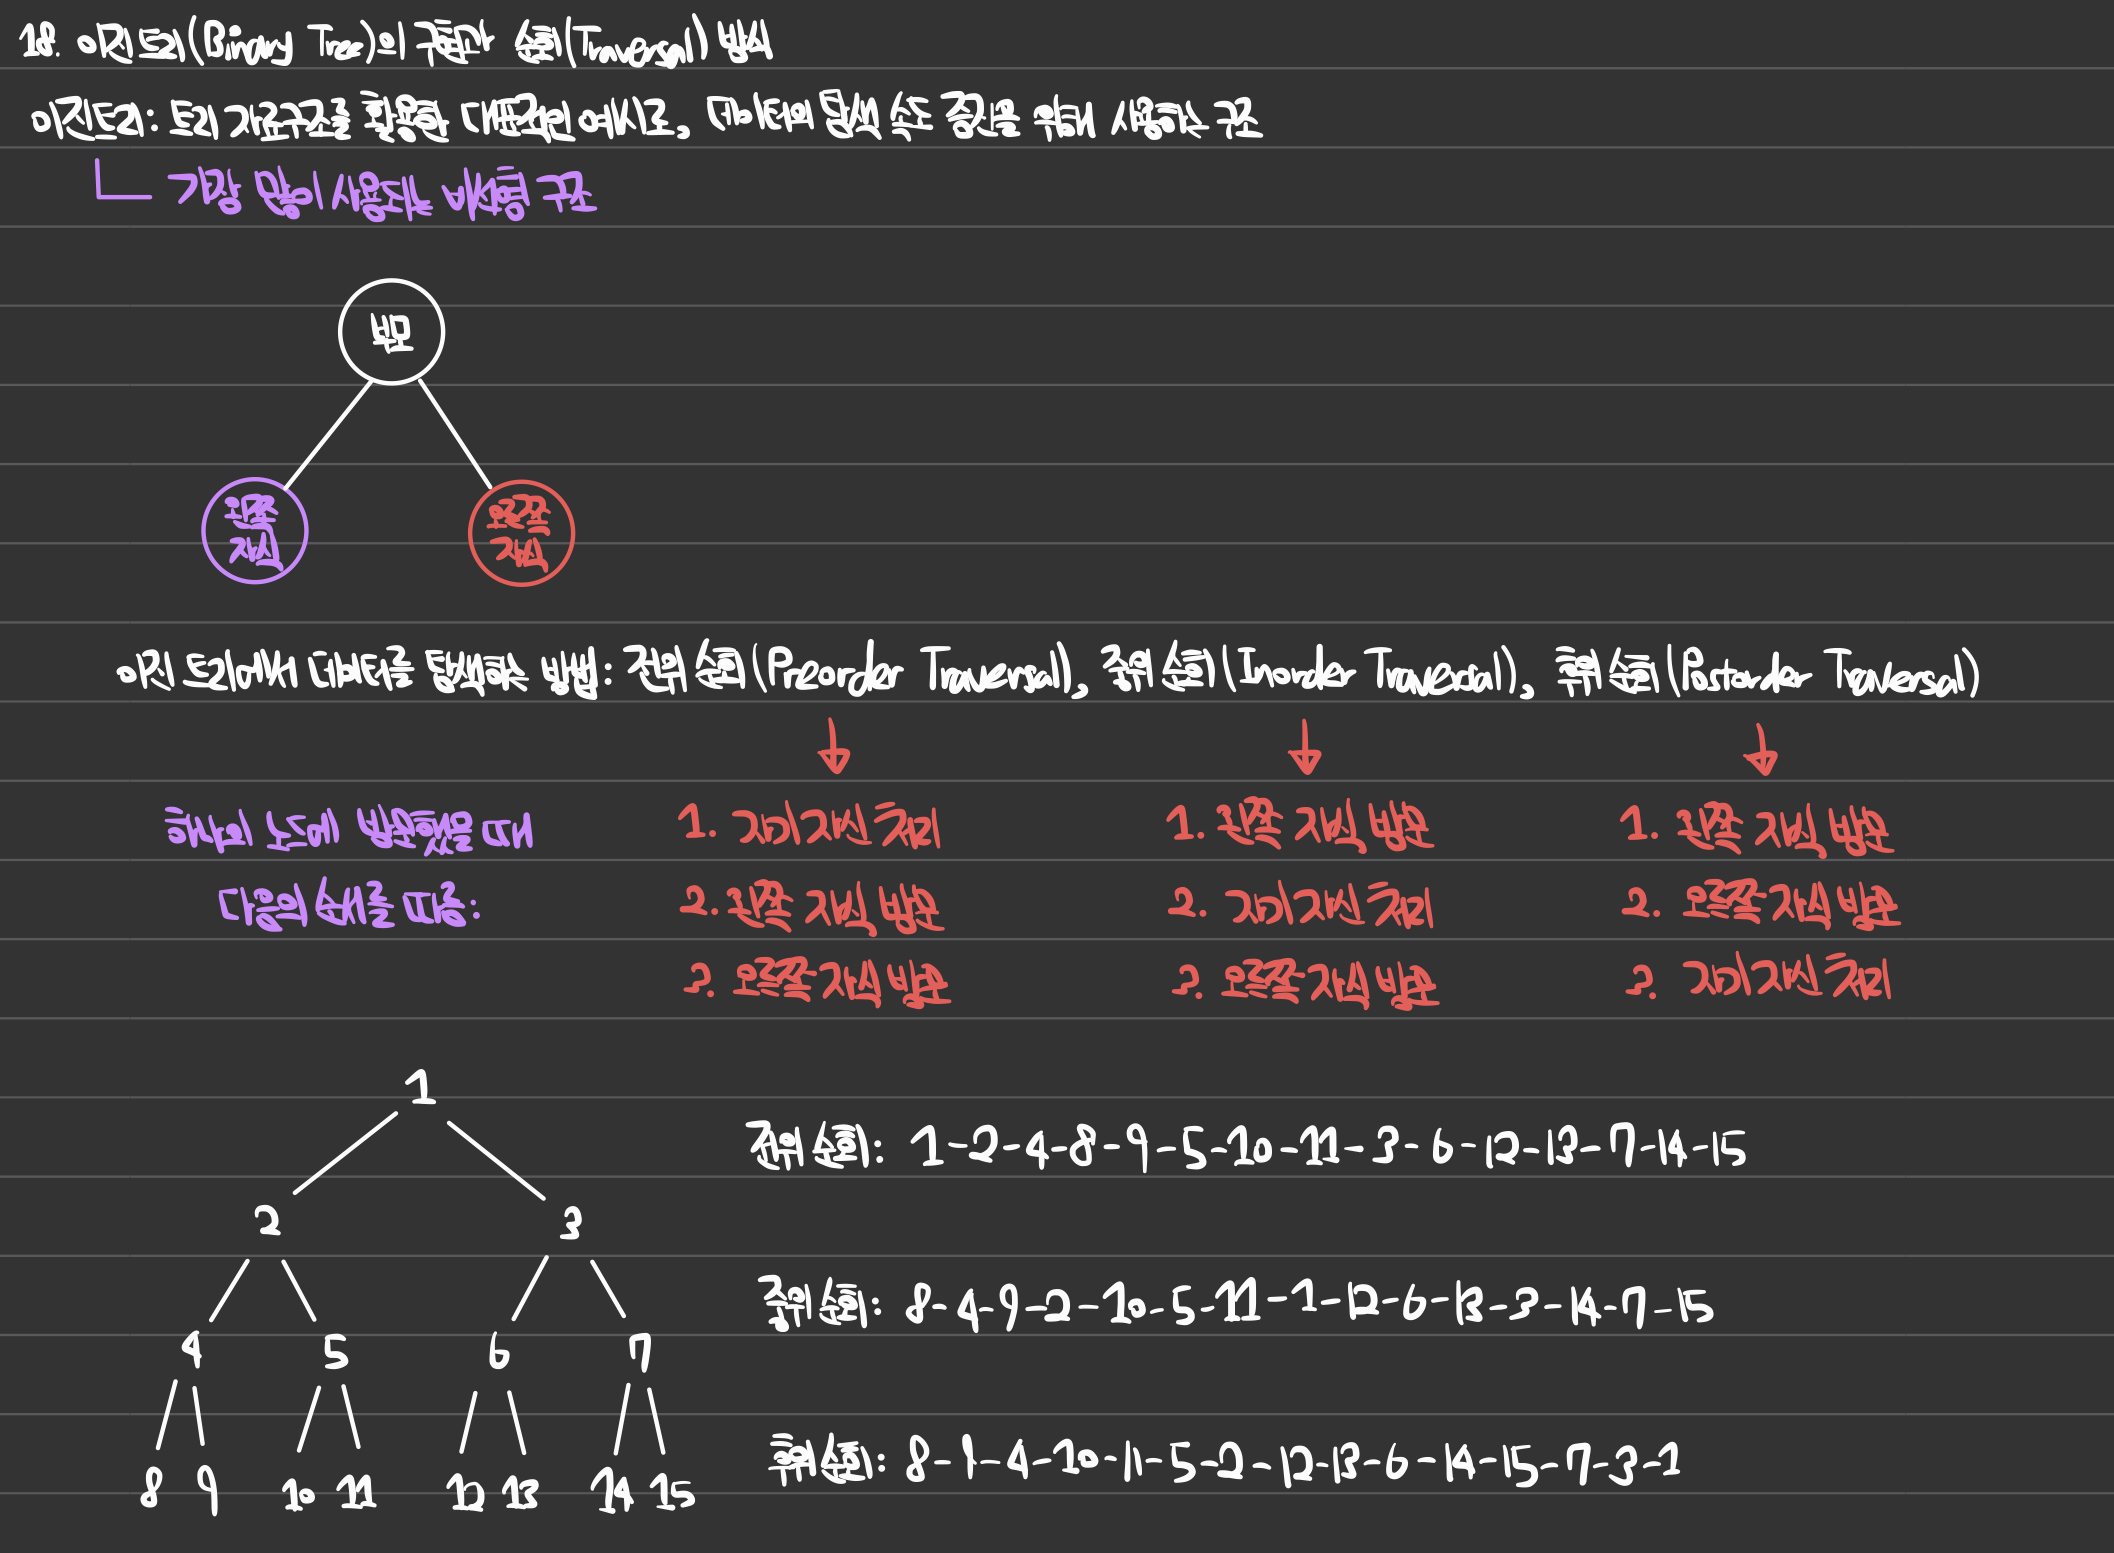 18. 이진 트리(Binary Tree)의 구현과 순회(Traversal) 방식
이진트리: 트리 자료구조를 활용한 대표적인 예시로, 데이터의 탐색 속도 증진을 위해 사용하는 구조
가장 많이 사용되는 비선형 구조
부모
왼쪽
자식
오른쪽
자식
이진 트리에서 데이터를 탐색하는 방법: 전위 순회(Preorder Traversal), 중위 순회(Inorder Traversal), 후위 순회(Postorder Traversal)
하나의 노드에 방문했을 때
다음의 순서를 따름:
1. 자기 자신 처리
2. 왼쪽 자식 방문
3. 오른쪽 자식 방문
1. 왼쪽 자식 방문
2. 자기 자신 처리
3. 오른쪽 자식 방문
1. 왼쪽 자식 방문
2. 오른쪽 자식 방문
3. 자기 자신 처리
1
2 3
4 5 6 7
8 9 10 11 12 13 14 15
전위 순회: 1-2-4-8-9-5-10-11-3-6-12-13-7-14-15
중위 순회: 8-4-9-2-10-5-11-1-12-6-13-3-14-7-15
후위 순회: 8-9-4-10-11-5-2-12-13-6-14-15-7-3-1